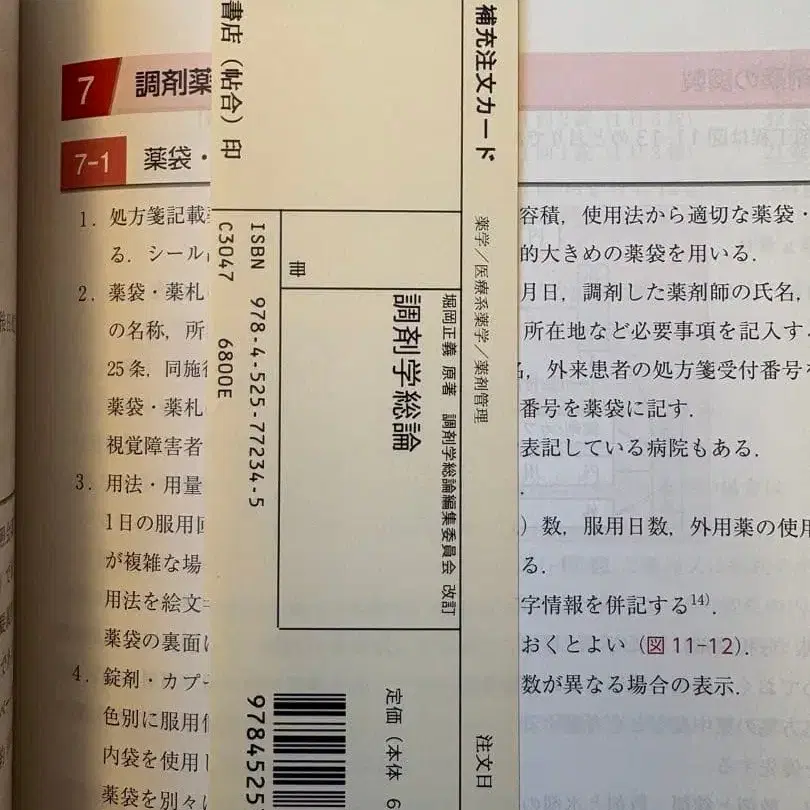 補充注文カード
薬学/医療系薬学/薬剤管理
注文日
堀岡正義 原著 調剤学総論編集委員会 改訂
調剤学総論
定価(本体 6
冊
書店(帖合)印
ISBN 978-4-525-77234-5
C3047 6800E
9784525
7 調剤薬
7-1 薬袋・
1. 処方箋記載
容積,使用法から適切な薬袋・
る.シール
的大きめの薬袋を用いる.
2. 薬袋・薬札
月日,調剤した薬剤師の氏名,
の名称,所
所在地など必要事項を記入す
25条,同施行
名,外来患者の処方箋受付番号を
薬袋・薬札
番号を薬袋に記す.
視覚障害者
表記している病院もある.
3. 用法・用量
1日の服用回
)数,服用日数,外用薬の使用
が複雑な場
る.
用法を絵文
字情報を併記する14).
薬袋の裏面に
おくとよい(図11-12).
4. 錠剤・カプ
数が異なる場合の表示.
色別に服用
内袋を使用し
薬袋を別々に